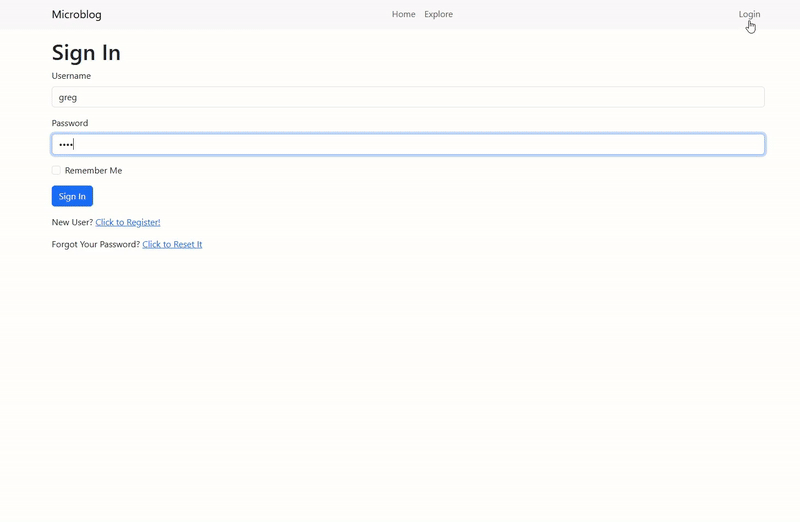 Microblog Home Explore Login
Sign In
Username
greg
Password
••••
Remember Me
Sign In
New User? Click to Register!
Forgot Your Password? Click to Reset It